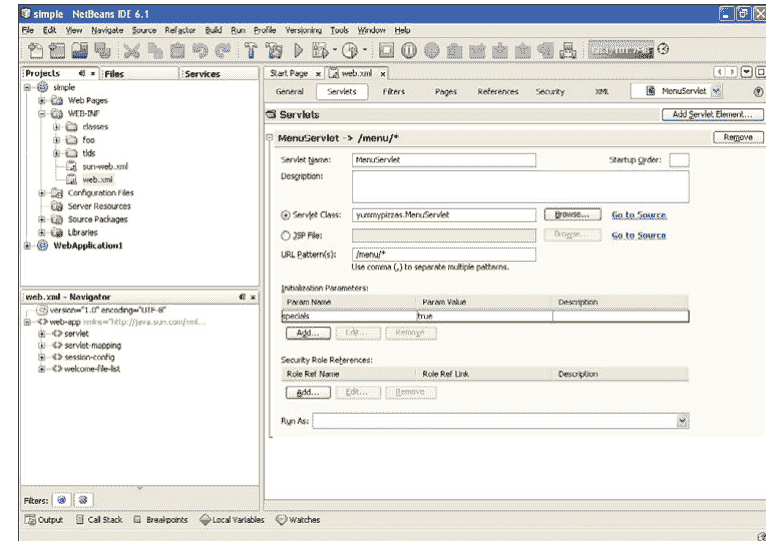 simple NetBeans IDE 6.1
File Edit View Navigate Source Refactor Build Run Profile Versioning Tools Window Help
Projects Files Services
simple
Web Pages
WEB-INF
classes
foo
tlds
sun-web.xml
web.xml
Configuration Files
Server Resources
Source Packages
Libraries
WebApplication1
web.xml - Navigator
version="1.0" encoding="UTF-8"
web-app xmlns="http://java.sun.com/xml...
servlet
servlet-mapping
session-config
welcome-file-list
Filters:
Start Page web.xml
General Servlets Filters Pages References Security XML MenuServlet
Servlets Add Servlet Element...
MenuServlet -> /menu/* Remove
Servlet Name: MenuServlet Startup Order:
Description:
Servlet Class: yummypizzas.MenuServlet Browse... Go to Source
JSP File: Browse... Go to Source
URL Pattern(s): /menu/*
Use comma (,) to separate multiple patterns.
Initialization Parameters:
Param Name Param Value Description
specials true
Add... Edit... Remove
Security Role References:
Role Ref Name Role Ref Link Description
Add... Edit... Remove
Run As:
Output Call Stack Breakpoints Local Variables Watches